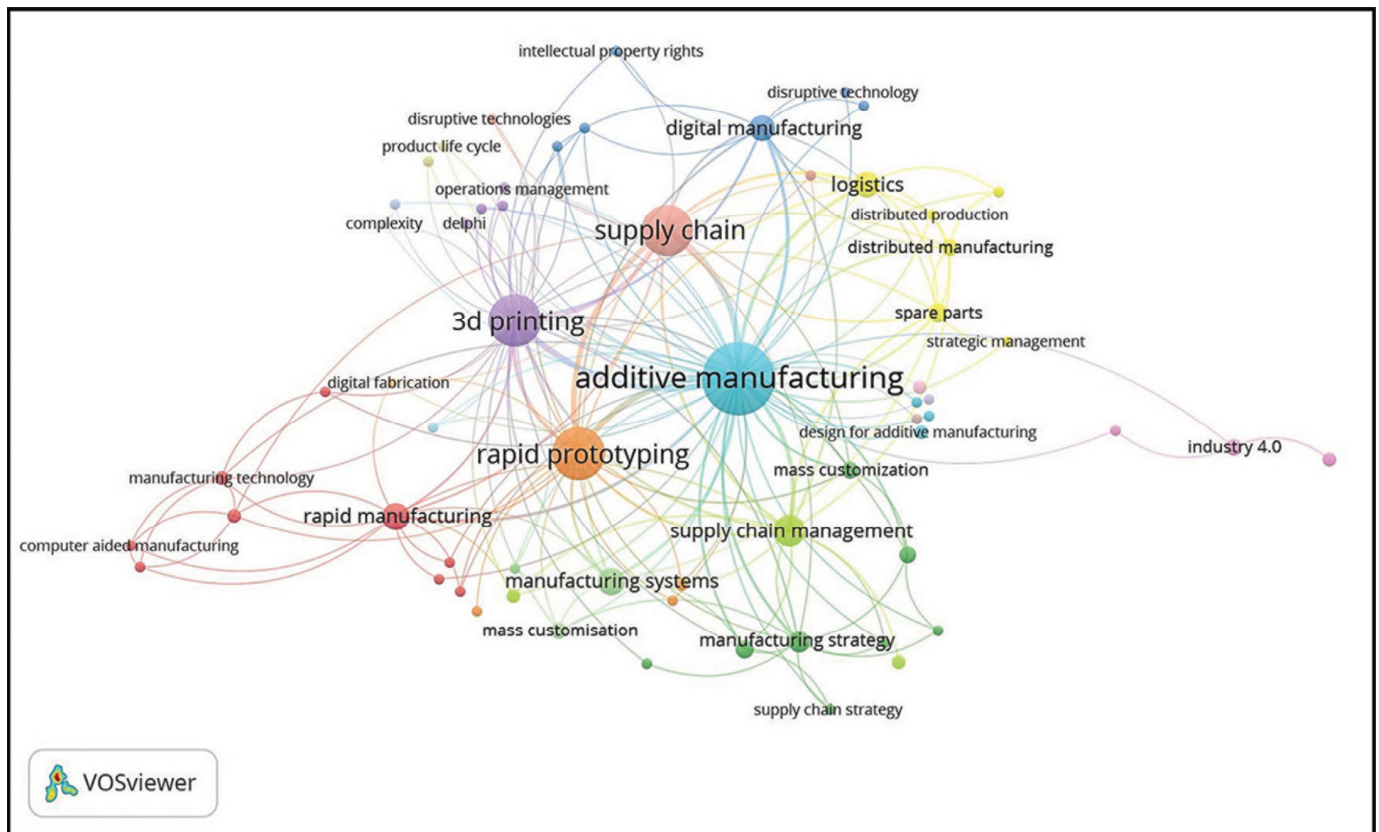 intellectual property rights
disruptive technology
disruptive technologies
digital manufacturing
product life cycle
logistics
operations management
distributed production
complexity
delphi
supply chain
distributed manufacturing
3d printing
spare parts
strategic management
additive manufacturing
digital fabrication
design for additive manufacturing
industry 4.0
rapid prototyping
mass customization
manufacturing technology
rapid manufacturing
supply chain management
computer aided manufacturing
manufacturing systems
mass customisation
manufacturing strategy
supply chain strategy
VOSviewer